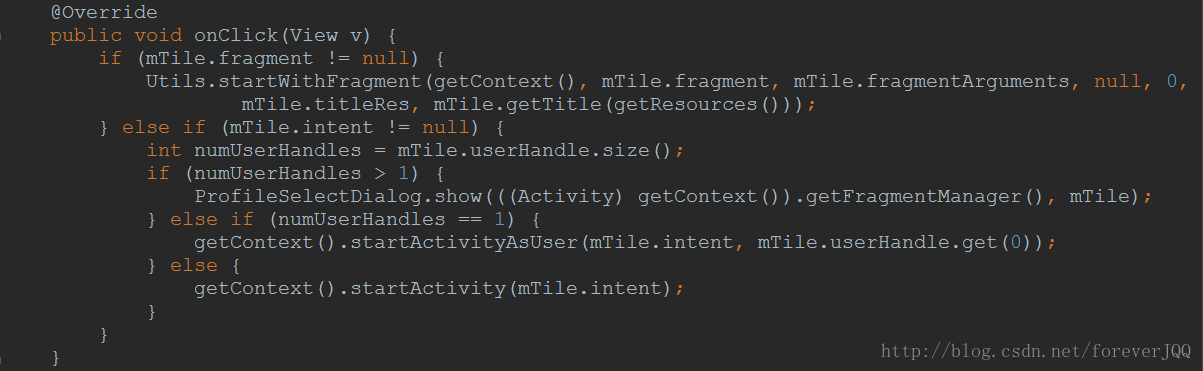 @Override
public void onClick(View v) {
    if (mTile.fragment != null) {
        Utils.startWithFragment(getContext(), mTile.fragment, mTile.fragmentArguments, null, 0,
                mTile.titleRes, mTile.getTitle(getResources()));
    } else if (mTile.intent != null) {
        int numUserHandles = mTile.userHandle.size();
        if (numUserHandles > 1) {
            ProfileSelectDialog.show(((Activity) getContext()).getFragmentManager(), mTile);
        } else if (numUserHandles == 1) {
            getContext().startActivityAsUser(mTile.intent, mTile.userHandle.get(0));
        } else {
            getContext().startActivity(mTile.intent);
        }
    }
}
http://blog.csdn.net/foreverJQQ